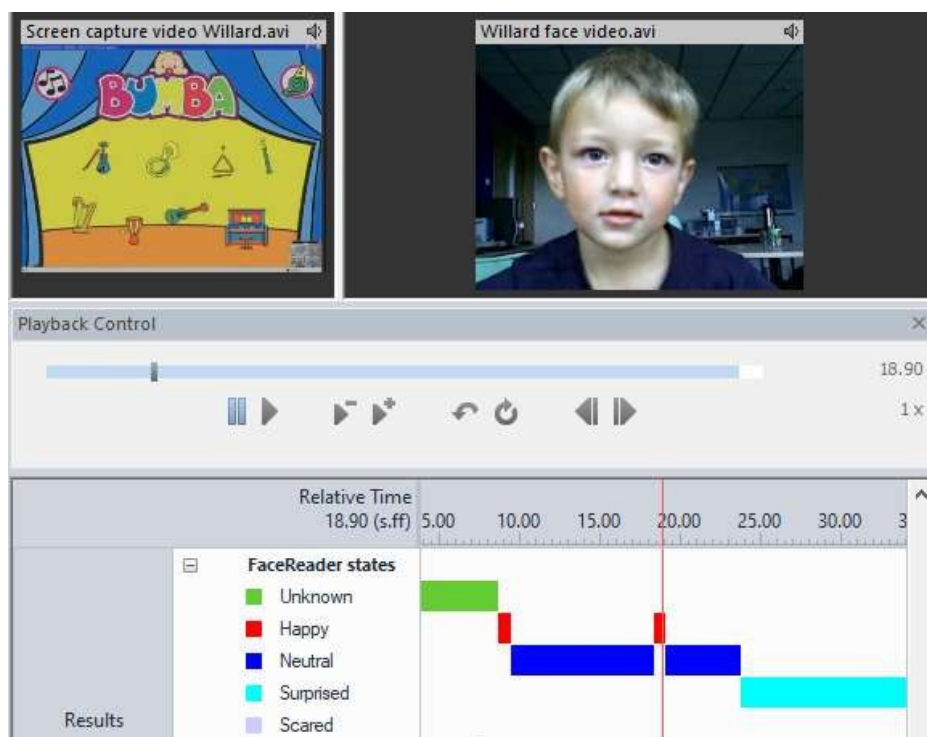 Screen capture video Willard.avi
Willard face video.avi
BUMBA
Playback Control
18.90
1 x
Relative Time
18.90 (s.ff) 5.00 10.00 15.00 20.00 25.00 30.00 3
FaceReader states
Unknown
Happy
Neutral
Surprised
Results
Scared